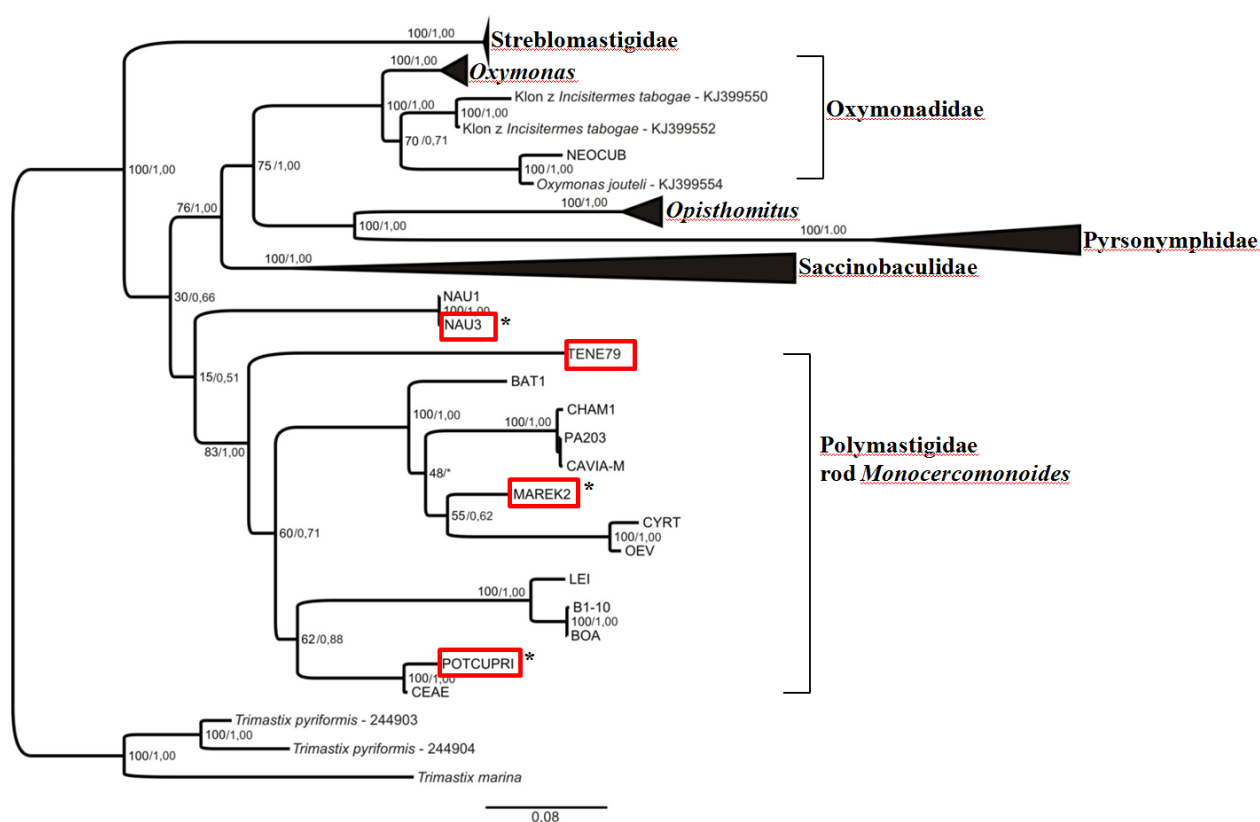 100/1,00
Streblomastigidae
100/1,00
Oxymonas
100/1,00
Klon z Incisitermes tabogae - KJ399550
100/1,00
Klon z Incisitermes tabogae - KJ399552
Oxymonadidae
70 /0,71
NEOCUB
75/1,00
100/1,00
100/1,00
Oxymonas jouteli - KJ399554
76/1,00
100/1,00
Opisthomitus
100/1,00
100/1.00
Pyrsonymphidae
100/1,00
Saccinobaculidae
30/0,66
NAU1
100/1,00
NAU3 *
TENE79
15/0,51
BAT1
100/1,00
CHAM1
100/1,00
PA203
83/1,00
CAVIA-M
48/*
Polymastigidae
rod Monocercomonoides
MAREK2 *
55/0,62
CYRT
60/0,71
100/1,00
OEV
LEI
100/1,00
B1-10
100/1,00
BOA
62/0,88
POTCUPRI *
100/1,00
CEAE
Trimastix pyriformis - 244903
100/1,00
Trimastix pyriformis - 244904
100/1,00
Trimastix marina
0.08